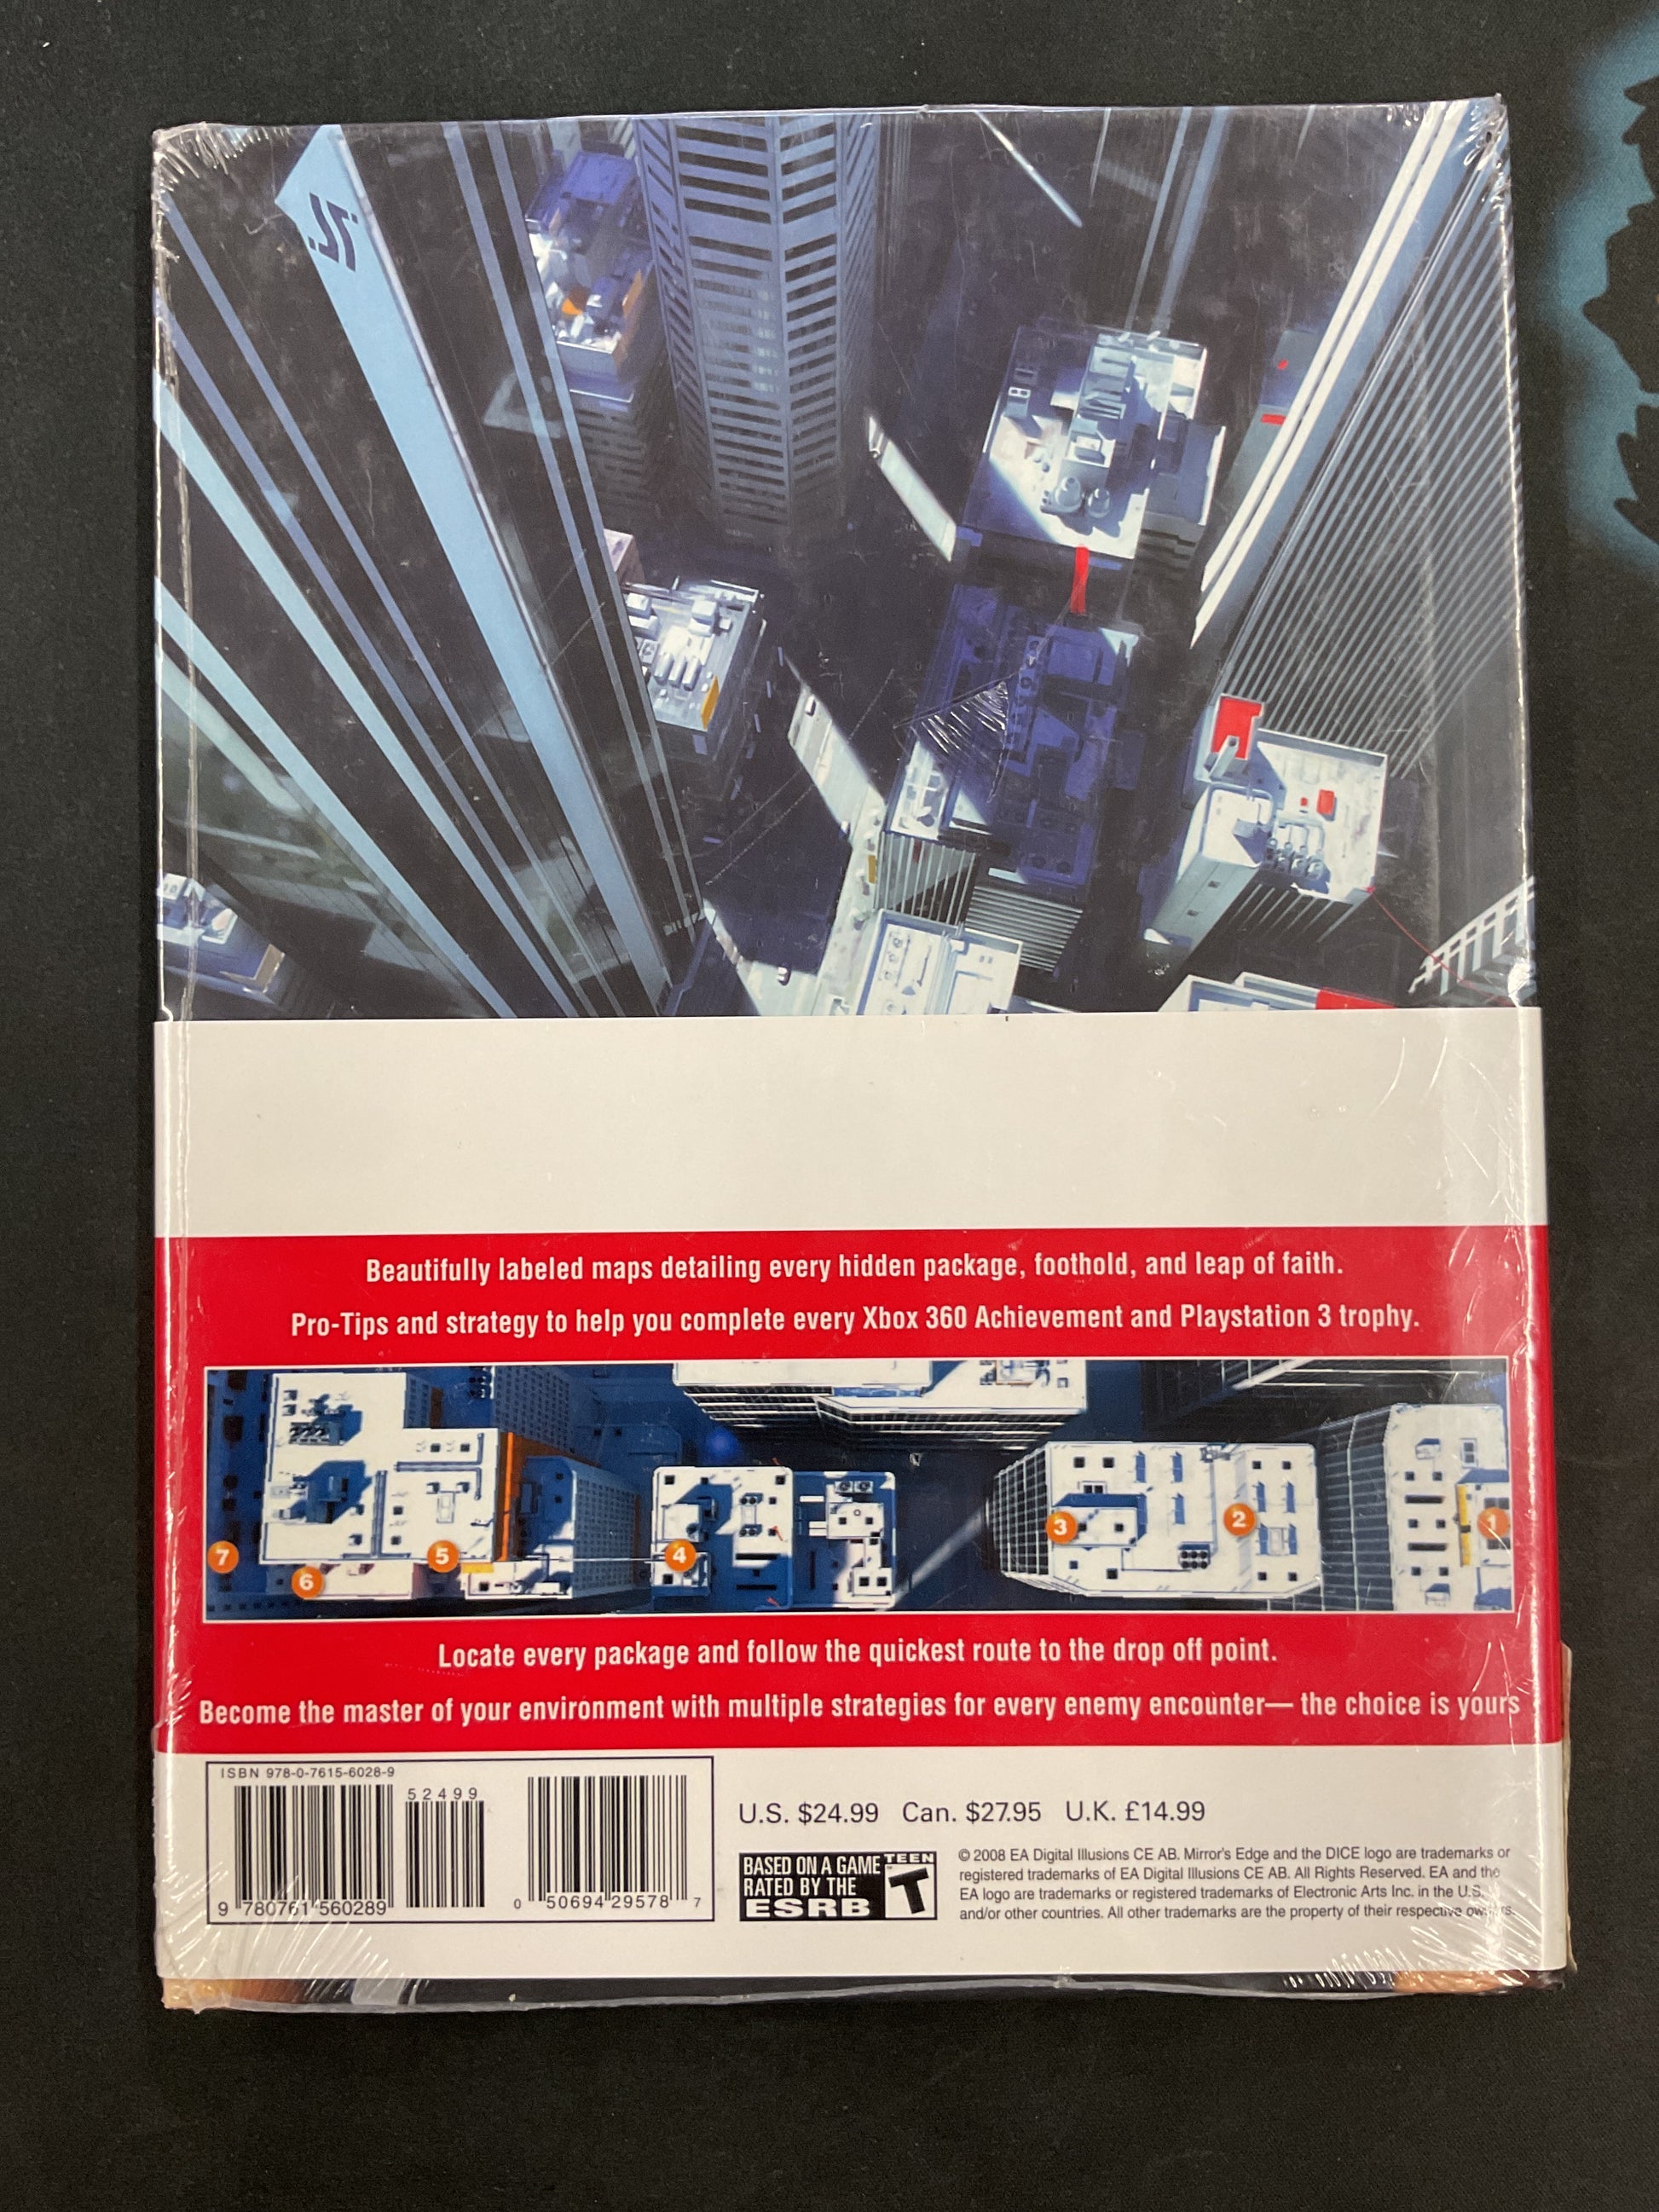 Beautifully labeled maps detailing every hidden package, foothold, and leap of faith.
Pro-Tips and strategy to help you complete every Xbox 360 Achievement and Playstation 3 trophy.
7
6
5
4
3
2
1
Locate every package and follow the quickest route to the drop off point.
Become the master of your environment with multiple strategies for every enemy encounter— the choice is yours
ISBN 978-0-7615-6028-9
52499
9 780761 560289
0 50694 29578 7
U.S. $24.99 Can. $27.95 U.K. £14.99
BASED ON A GAME
RATED BY THE
ESRB
TEEN
T
© 2008 EA Digital Illusions CE AB. Mirror's Edge and the DICE logo are trademarks or
registered trademarks of EA Digital Illusions CE AB. All Rights Reserved. EA and the
EA logo are trademarks or registered trademarks of Electronic Arts Inc. in the U.S.
and/or other countries. All other trademarks are the property of their respective owners.